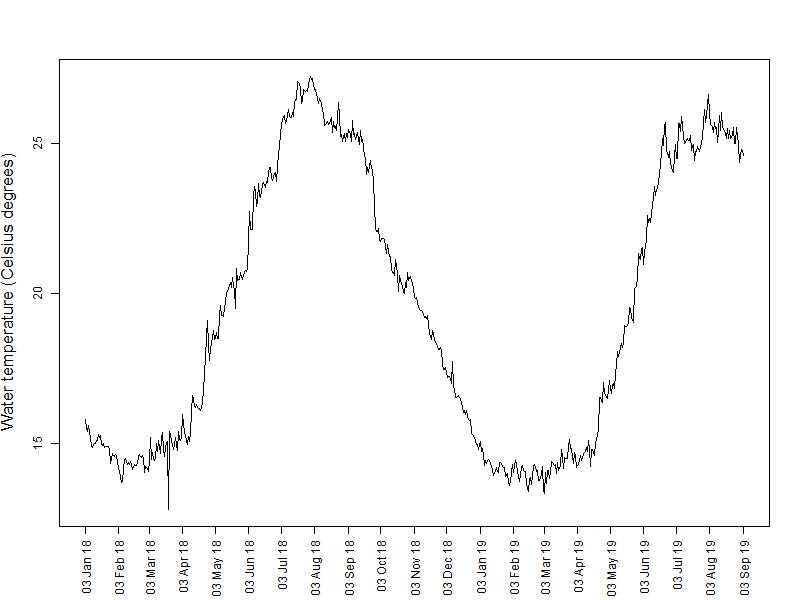 Water temperature (Celsius degrees)
25
20
15
03 Jan 18
03 Feb 18
03 Mar 18
03 Apr 18
03 May 18
03 Jun 18
03 Jul 18
03 Aug 18
03 Sep 18
03 Oct 18
03 Nov 18
03 Dec 18
03 Jan 19
03 Feb 19
03 Mar 19
03 Apr 19
03 May 19
03 Jun 19
03 Jul 19
03 Aug 19
03 Sep 19